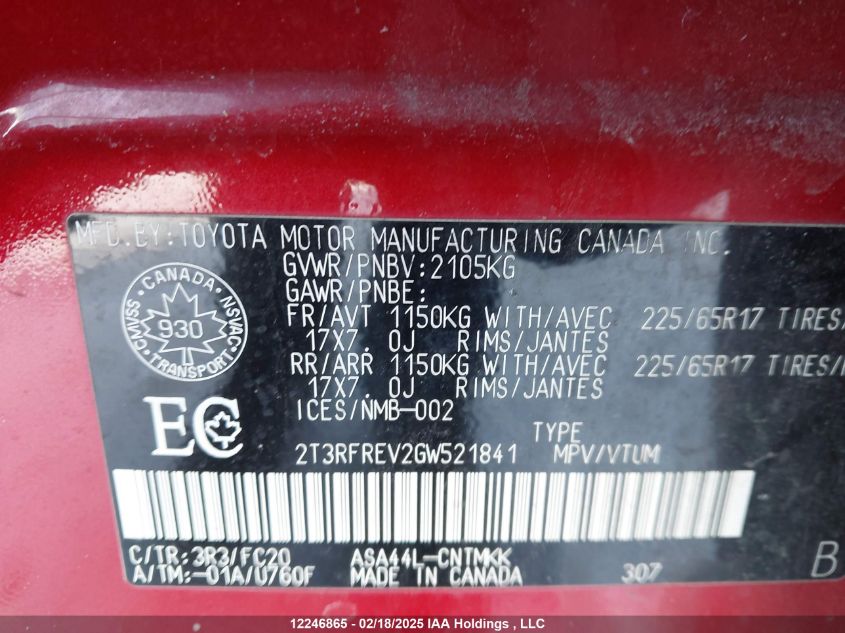 MFD.BY:TOYOTA MOTOR MANUFACTURING CANADA INC.
GVWR/PNBV:2105KG
GAWR/PNBE:
FR/AVT 1150KG WITH/AVEC 225/65R17 TIRES/
17X7.0J RIMS/JANTES
RR/ARR 1150KG WITH/AVEC 225/65R17 TIRES/
17X7.0J RIMS/JANTES
ICES/NMB-002
CANADA
CMVSS
930
NSVAC
TRANSPORT
EC
TYPE
2T3RFREV2GW521841 MPV/VTUM
C/TR:3R3/FC20 ASA44L-CNTMKK
A/TM:-01A/U760F MADE IN CANADA 307 B
12246865 - 02/18/2025 IAA Holdings , LLC